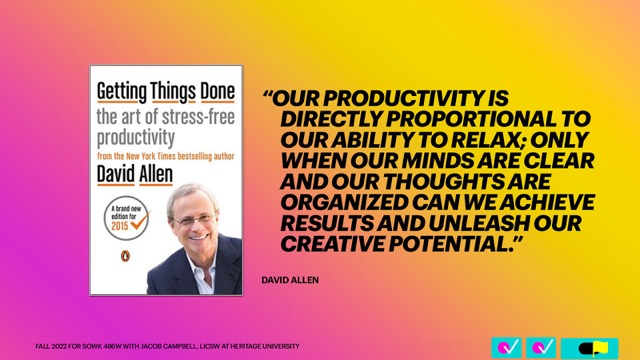 Getting Things Done
the art of stress-free
productivity
from the New York Times bestselling author
David Allen
A brand new
edition for
2015
“OUR PRODUCTIVITY IS
DIRECTLY PROPORTIONAL TO
OUR ABILITY TO RELAX; ONLY
WHEN OUR MINDS ARE CLEAR
AND OUR THOUGHTS ARE
ORGANIZED CAN WE ACHIEVE
RESULTS AND UNLEASH OUR
CREATIVE POTENTIAL.”
DAVID ALLEN
FALL 2022 FOR SOWK 486W WITH JACOB CAMPBELL, LICSW AT HERITAGE UNIVERSITY